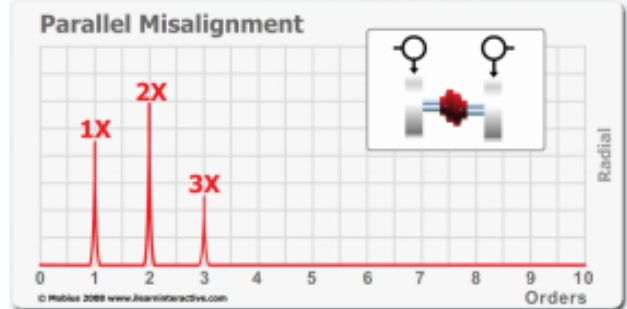 Parallel Misalignment
2X
1X
3X
Radial
0 1 2 3 4 5 6 7 8 9 10
© Mobius 2008 www.ilearninteractive.com
Orders